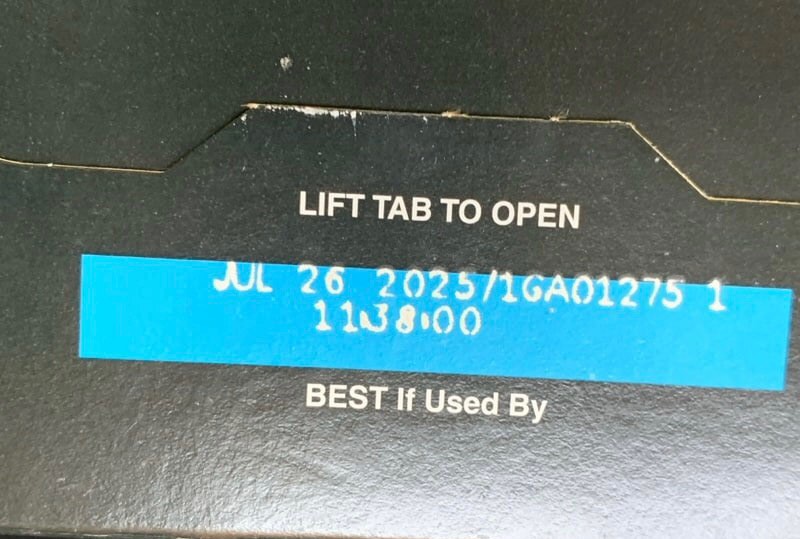 LIFT TAB TO OPEN
JUL 26 2025/1GA01275 1
11:38:00
BEST If Used By